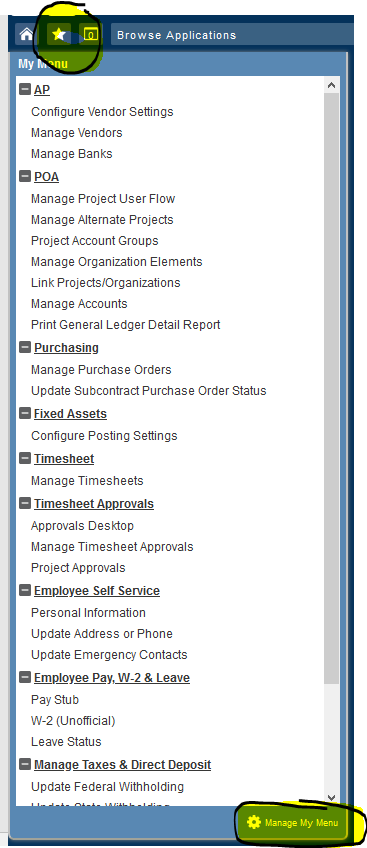 Browse Applications
My Menu
AP
Configure Vendor Settings
Manage Vendors
Manage Banks
POA
Manage Project User Flow
Manage Alternate Projects
Project Account Groups
Manage Organization Elements
Link Projects/Organizations
Manage Accounts
Print General Ledger Detail Report
Purchasing
Manage Purchase Orders
Update Subcontract Purchase Order Status
Fixed Assets
Configure Posting Settings
Timesheet
Manage Timesheets
Timesheet Approvals
Approvals Desktop
Manage Timesheet Approvals
Project Approvals
Employee Self Service
Personal Information
Update Address or Phone
Update Emergency Contacts
Employee Pay, W-2 & Leave
Pay Stub
W-2 (Unofficial)
Leave Status
Manage Taxes & Direct Deposit
Update Federal Withholding
Update State Withholding
Manage My Menu